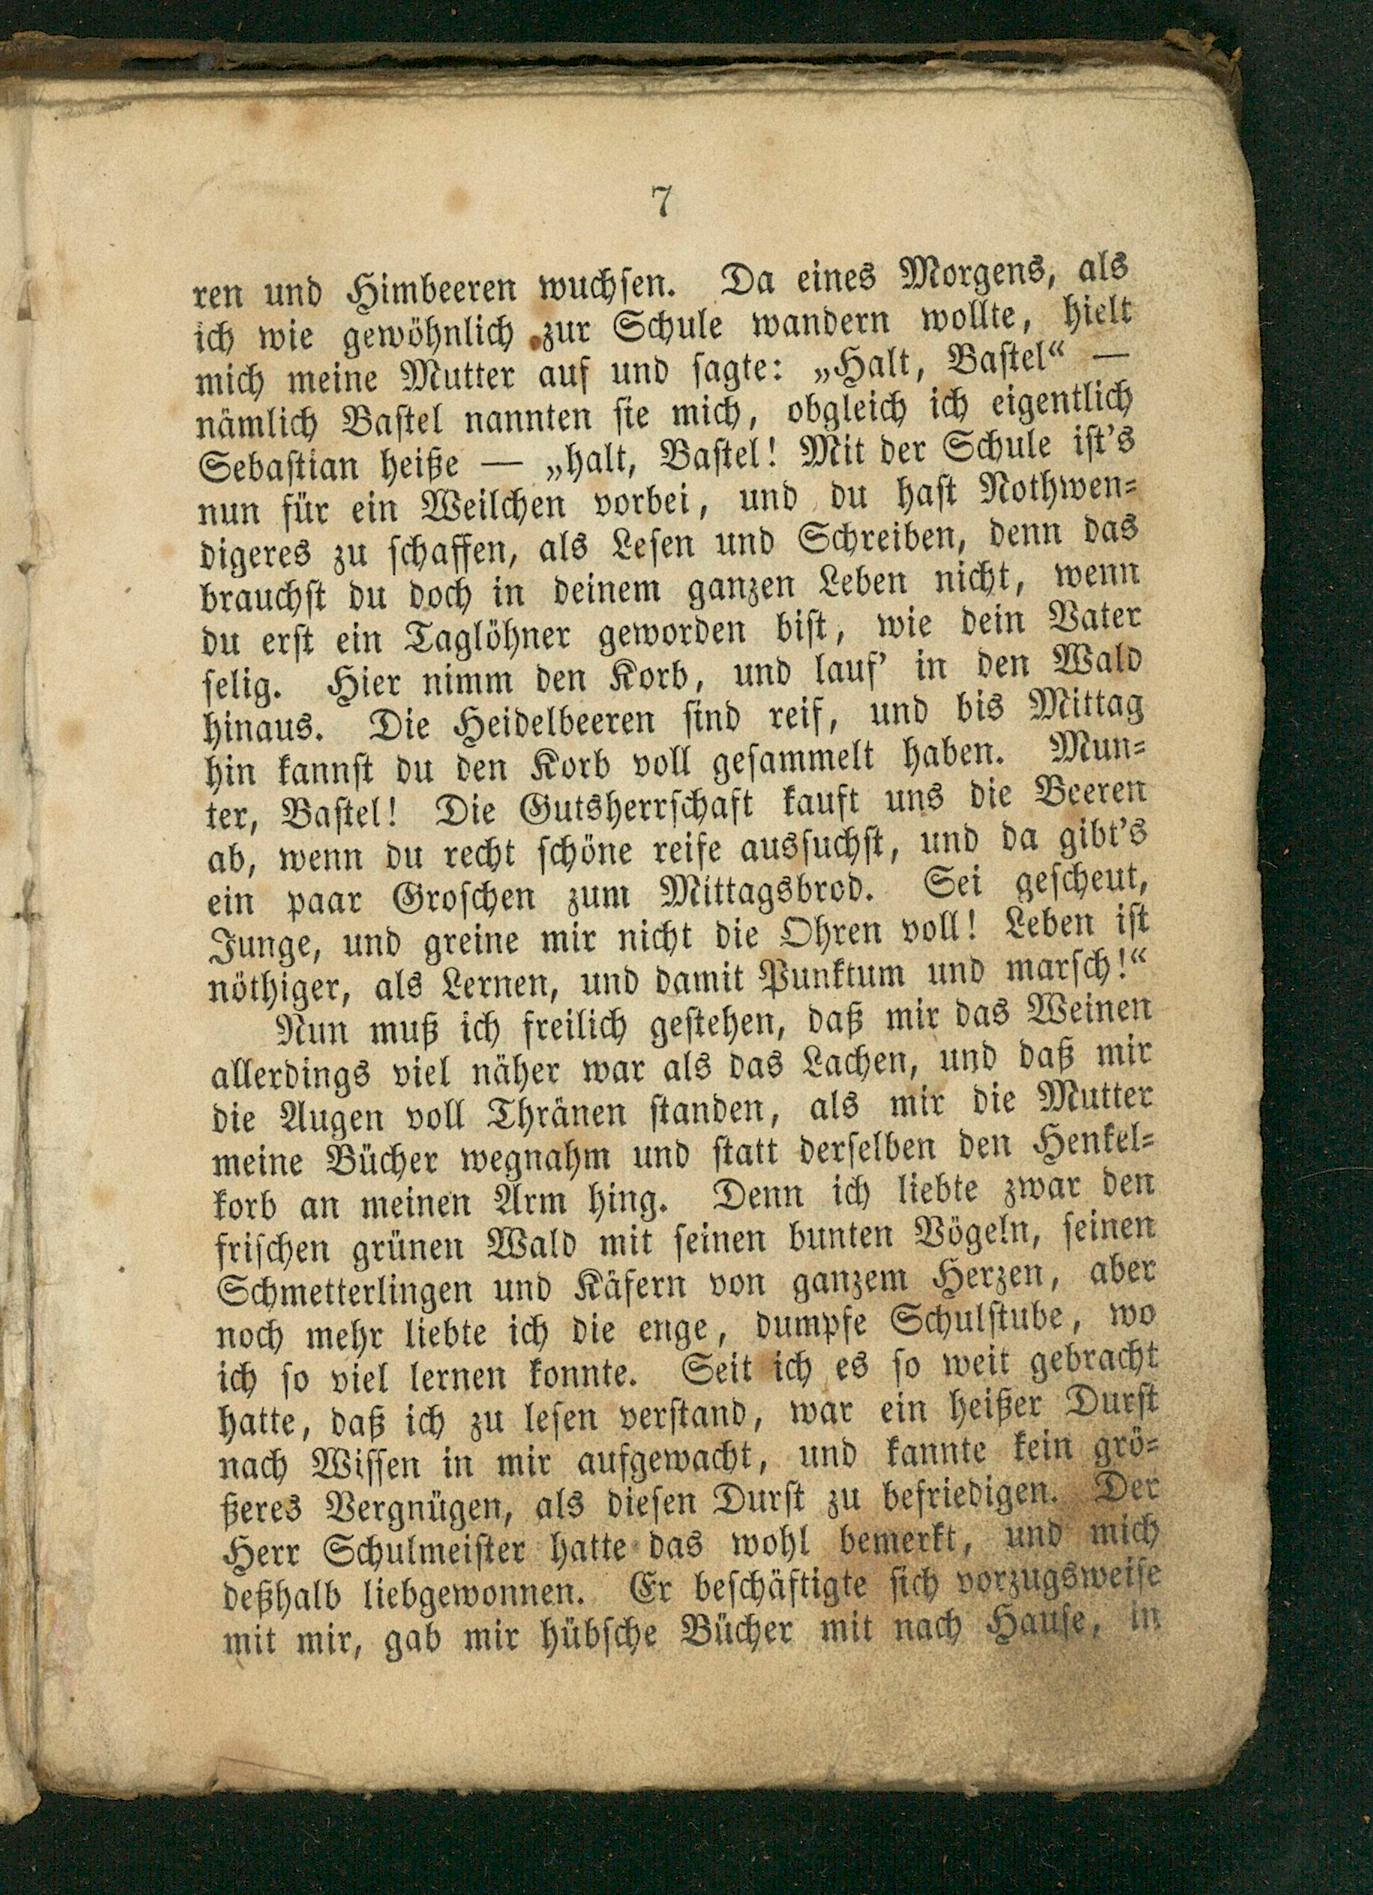 7
ren und Himbeeren wuchsen. Da eines Morgens, als
ich wie gewöhnlich zur Schule wandern wollte, hielt
mich meine Mutter auf und sagte: „Halt, Bastel“ —
nämlich Bastel nannten sie mich, obgleich ich eigentlich
Sebastian heiße — „halt, Bastel! Mit der Schule ist's
nun für ein Weilchen vorbei, und du hast Nothwen-
digeres zu schaffen, als Lesen und Schreiben, denn das
brauchst du doch in deinem ganzen Leben nicht, wenn
du erst ein Taglöhner geworden bist, wie dein Vater
selig. Hier nimm den Korb, und lauf' in den Wald
hinaus. Die Heidelbeeren sind reif, und bis Mittag
hin kannst du den Korb voll gesammelt haben. Mun-
ter, Bastel! Die Gutsherrschaft kauft uns die Beeren
ab, wenn du recht schöne reife aussuchst, und da gibt's
ein paar Groschen zum Mittagsbrod. Sei gescheut,
Junge, und greine mir nicht die Ohren voll! Leben ist
nöthiger, als Lernen, und damit Punktum und marsch!“
Nun muß ich freilich gestehen, daß mir das Weinen
allerdings viel näher war als das Lachen, und daß mir
die Augen voll Thränen standen, als mir die Mutter
meine Bücher wegnahm und statt derselben den Henkel-
korb an meinen Arm hing. Denn ich liebte zwar den
frischen grünen Wald mit seinen bunten Vögeln, seinen
Schmetterlingen und Käfern von ganzem Herzen, aber
noch mehr liebte ich die enge, dumpfe Schulstube, wo
ich so viel lernen konnte. Seit ich es so weit gebracht
hatte, daß ich zu lesen verstand, war ein heißer Durst
nach Wissen in mir aufgewacht, und kannte kein grö-
ßeres Vergnügen, als diesen Durst zu befriedigen. Der
Herr Schulmeister hatte das wohl bemerkt, und mich
deßhalb liebgewonnen. Er beschäftigte sich vorzugsweise
mit mir, gab mir hübsche Bücher mit nach Hause, in